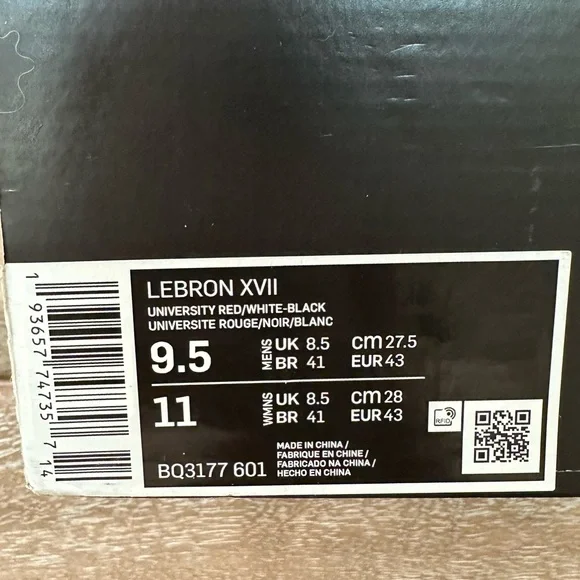 LEBRON XVII
UNIVERSITY RED/WHITE-BLACK
UNIVERSITE ROUGE/NOIR/BLANC
9.5 MENS UK 8.5 cm 27.5
BR 41 EUR 43
11 WMNS UK 8.5 cm 28
BR 41 EUR 43
RFID
BQ3177 601
MADE IN CHINA /
FABRIQUE EN CHINE /
FABRICADO NA CHINA /
HECHO EN CHINA
1 93657 74735 7 14